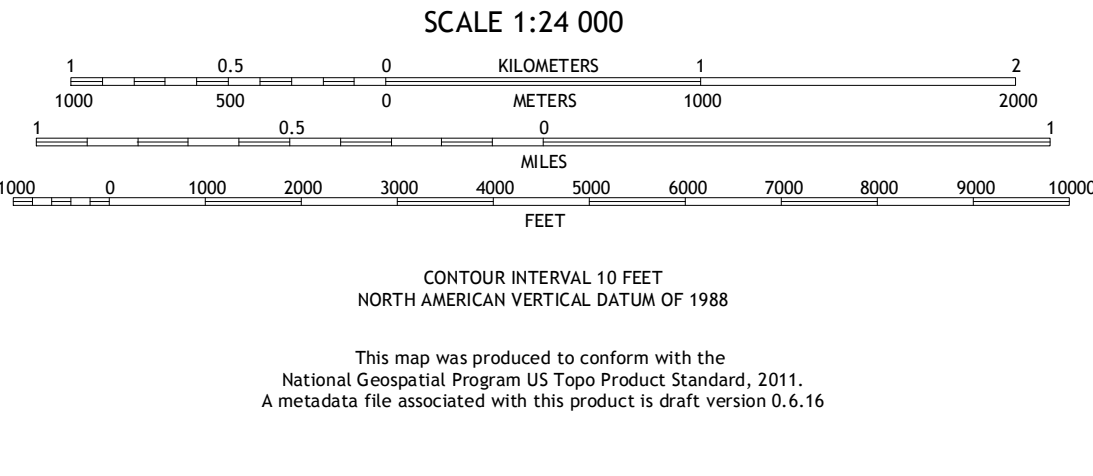 SCALE 1:24 000
1 0.5 0 KILOMETERS 1 2
1000 500 0 METERS 1000 2000
1 0.5 0 1
MILES
1000 0 1000 2000 3000 4000 5000 6000 7000 8000 9000 10000
FEET
CONTOUR INTERVAL 10 FEET
NORTH AMERICAN VERTICAL DATUM OF 1988
This map was produced to conform with the
National Geospatial Program US Topo Product Standard, 2011.
A metadata file associated with this product is draft version 0.6.16